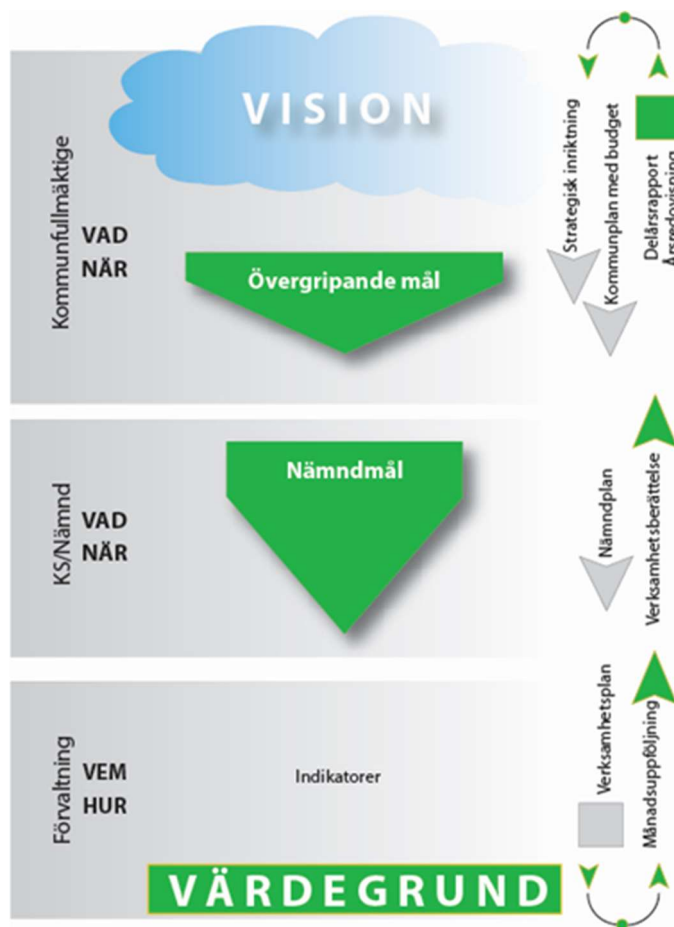 VISION
Kommunfullmäktige
VAD
NÄR
Övergripande mål
Strategisk inriktning
Kommunplan med budget
Delårsrapport
Årsredovisning
KS/Nämnd
VAD
NÄR
Nämndmål
Nämndplan
Verksamhetsberättelse
Förvaltning
VEM
HUR
Indikatorer
Verksamhetsplan
Månadsuppföljning
VÄRDEGRUND